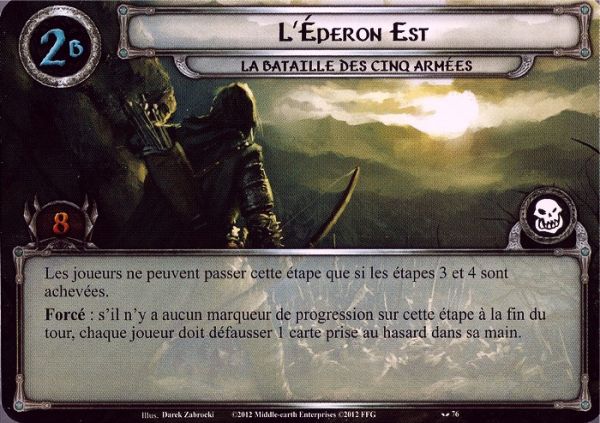 2B
L'ÉPERON EST
LA BATAILLE DES CINQ ARMÉES
8
Les joueurs ne peuvent passer cette étape que si les étapes 3 et 4 sont
achevées.
Forcé : s'il n'y a aucun marqueur de progression sur cette étape à la fin du
tour, chaque joueur doit défausser 1 carte prise au hasard dans sa main.
Illus. Darek Zabrocki ©2012 Middle-earth Enterprises ©2012 FFG 76